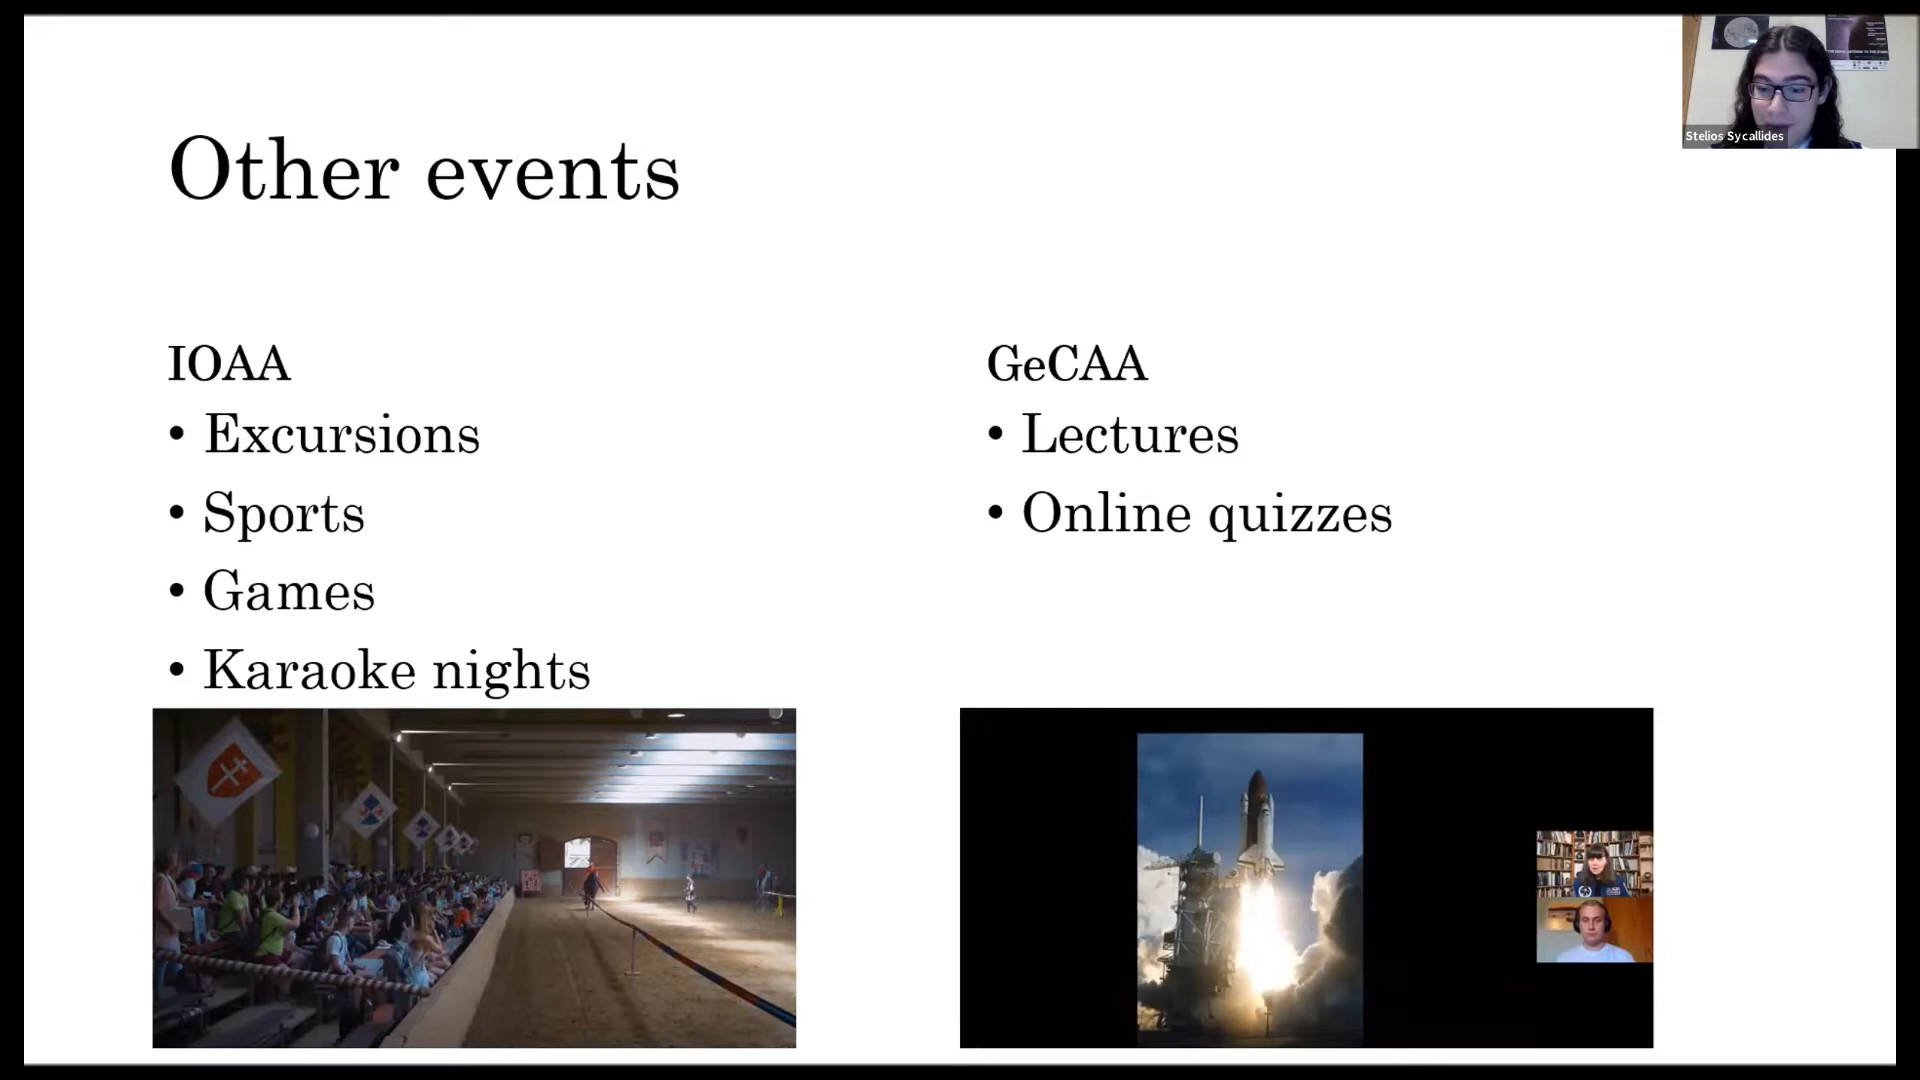 Stelios Sycallides
Other events
IOAA
• Excursions
• Sports
• Games
• Karaoke nights
GeCAA
• Lectures
• Online quizzes